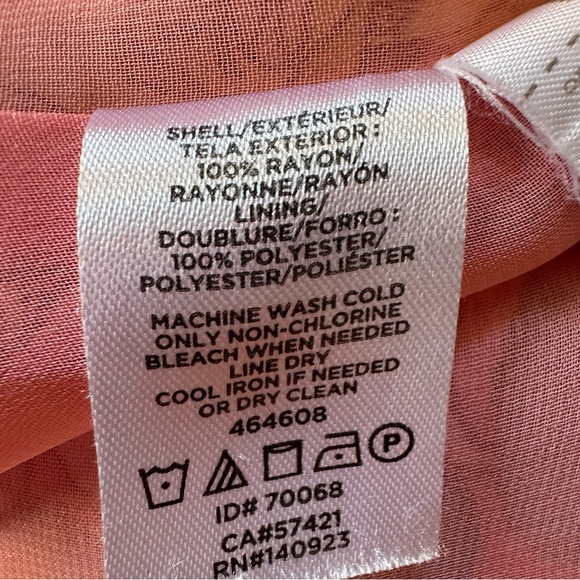 SHELL/EXTÉRIEUR/
TELA EXTERIOR :
100% RAYON/
RAYONNE/RAYÓN
LINING/
DOUBLURE/FORRO :
100% POLYESTER/
POLYESTER/POLIÉSTER
MACHINE WASH COLD
ONLY NON-CHLORINE
BLEACH WHEN NEEDED
LINE DRY
COOL IRON IF NEEDED
OR DRY CLEAN
464608
P
ID# 70068
CA#57421
RN#140923